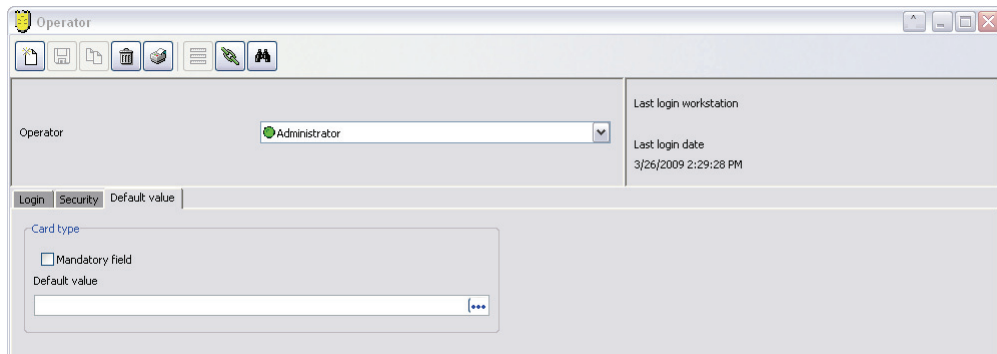 Operator
Operator
Administrator
Last login workstation
Last login date
3/26/2009 2:29:28 PM
Login Security Default value
Card type
Mandatory field
Default value